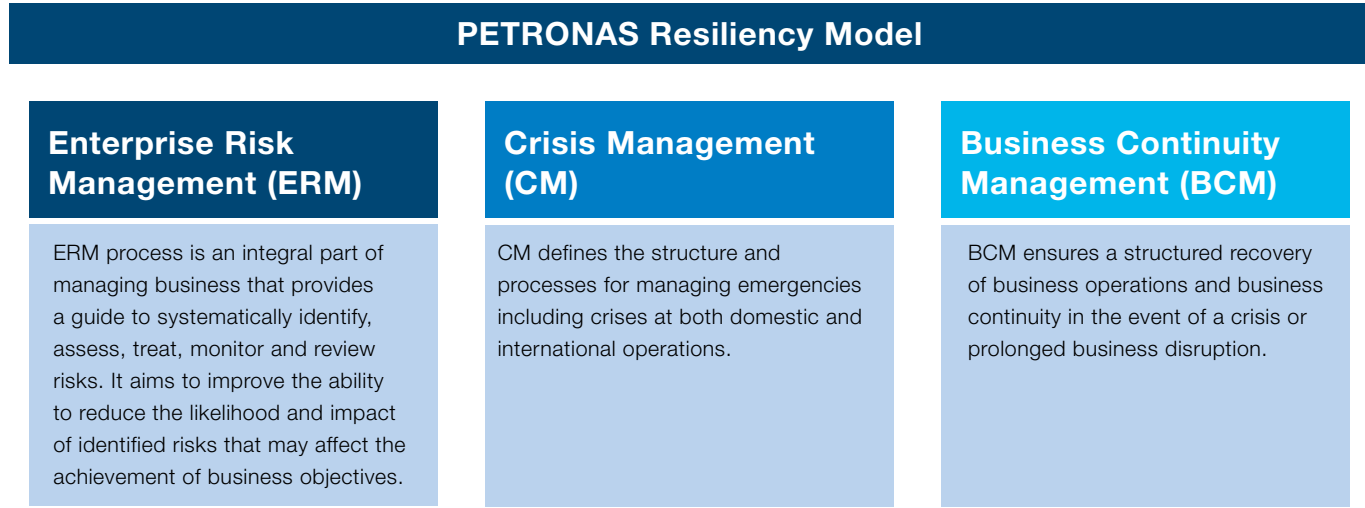 PETRONAS Resiliency Model
Enterprise Risk
Management (ERM)
ERM process is an integral part of
managing business that provides
a guide to systematically identify,
assess, treat, monitor and review
risks. It aims to improve the ability
to reduce the likelihood and impact
of identified risks that may affect the
achievement of business objectives.
Crisis Management
(CM)
CM defines the structure and
processes for managing emergencies
including crises at both domestic and
international operations.
Business Continuity
Management (BCM)
BCM ensures a structured recovery
of business operations and business
continuity in the event of a crisis or
prolonged business disruption.